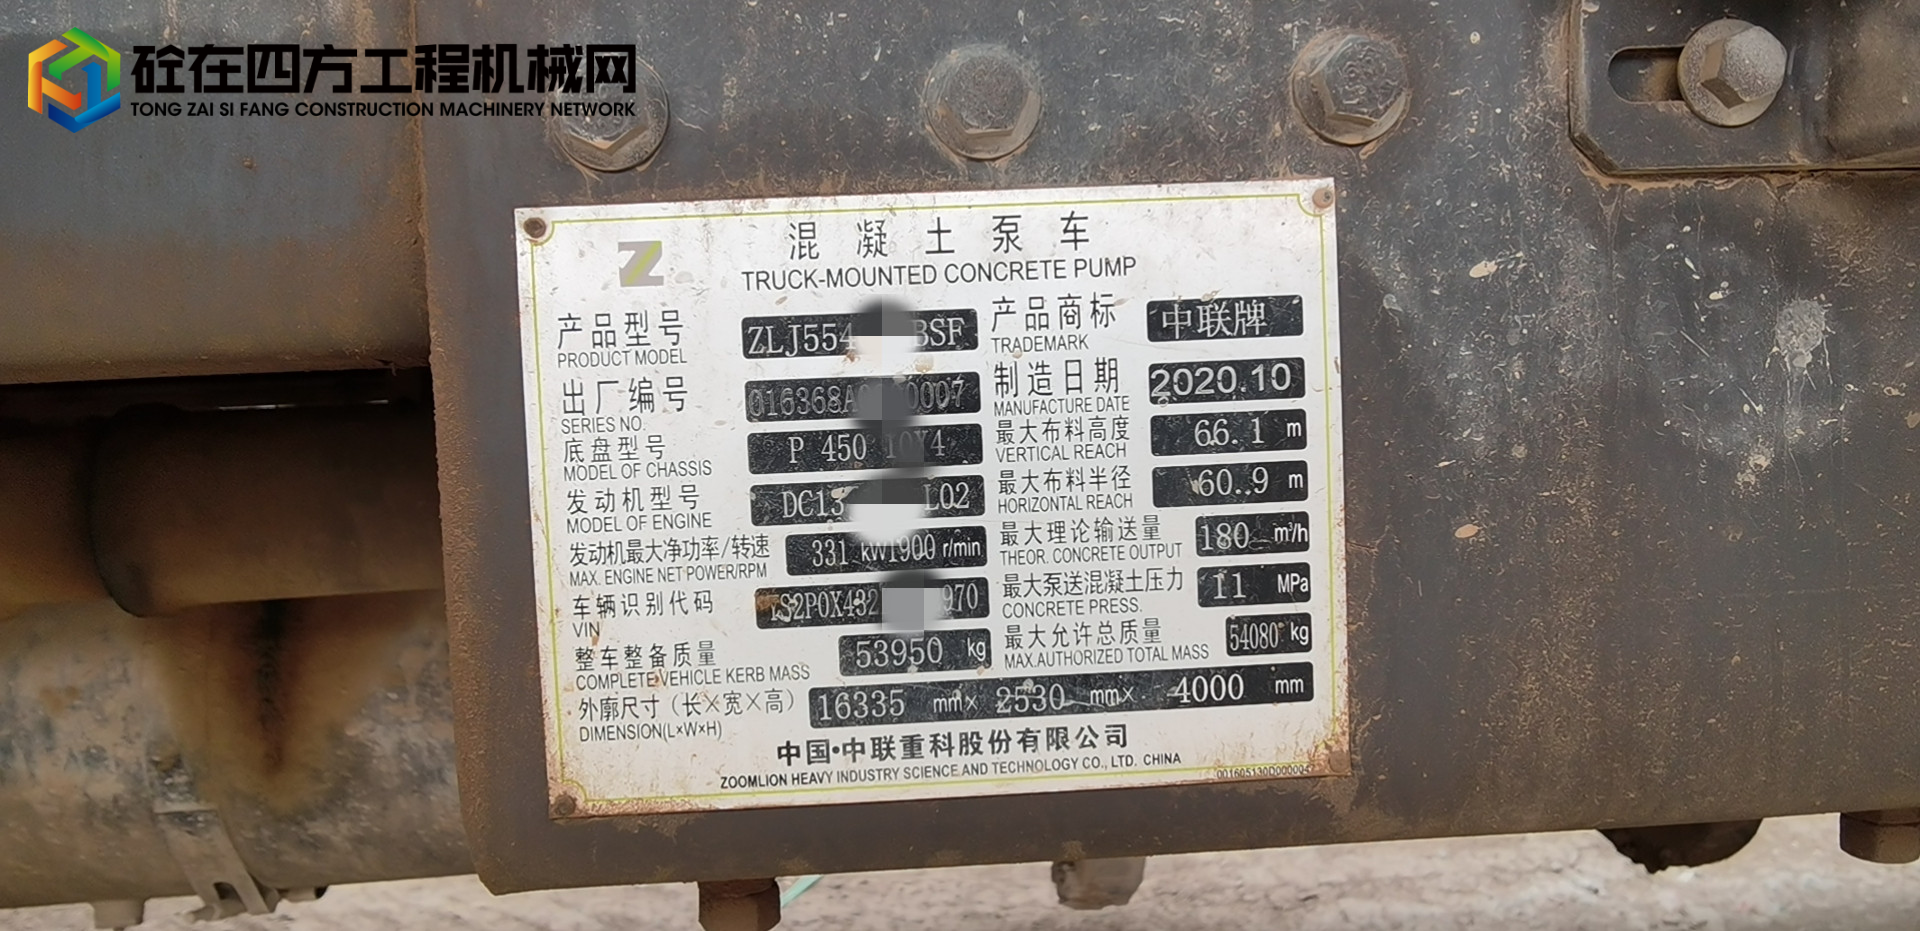 砼在四方工程机械网
TONG ZAI SI FANG CONSTRUCTION MACHINERY NETWORK
混凝土泵车
TRUCK-MOUNTED CONCRETE PUMP
产品型号 ZLJ554 BSF 产品商标 中联牌
PRODUCT MODEL TRADEMARK
出厂编号 016368A 0007 制造日期 2020.10
SERIES NO. MANUFACTURE DATE
底盘型号 P 450 最大布料高度 66.1 m
MODEL OF CHASSIS VERTICAL REACH
发动机型号 DC13 L02 最大布料半径 60.9 m
MODEL OF ENGINE HORIZONTAL REACH
发动机最大净功率/转速 331 kW1900 r/min 最大理论输送量 180 m³/h
MAX. ENGINE NET POWER/RPM THEOR. CONCRETE OUTPUT
车辆识别代码 S2P0X432 970 最大泵送混凝土压力 11 MPa
VIN CONCRETE PRESS.
整车整备质量 53950 kg 最大允许总质量 54080 kg
COMPLETE VEHICLE KERB MASS MAX.AUTHORIZED TOTAL MASS
外廓尺寸(长×宽×高) 16335 mm× 2530 mm× 4000 mm
DIMENSION(L×W×H)
中国·中联重科股份有限公司
ZOOMLION HEAVY INDUSTRY SCIENCE AND TECHNOLOGY CO., LTD. CHINA